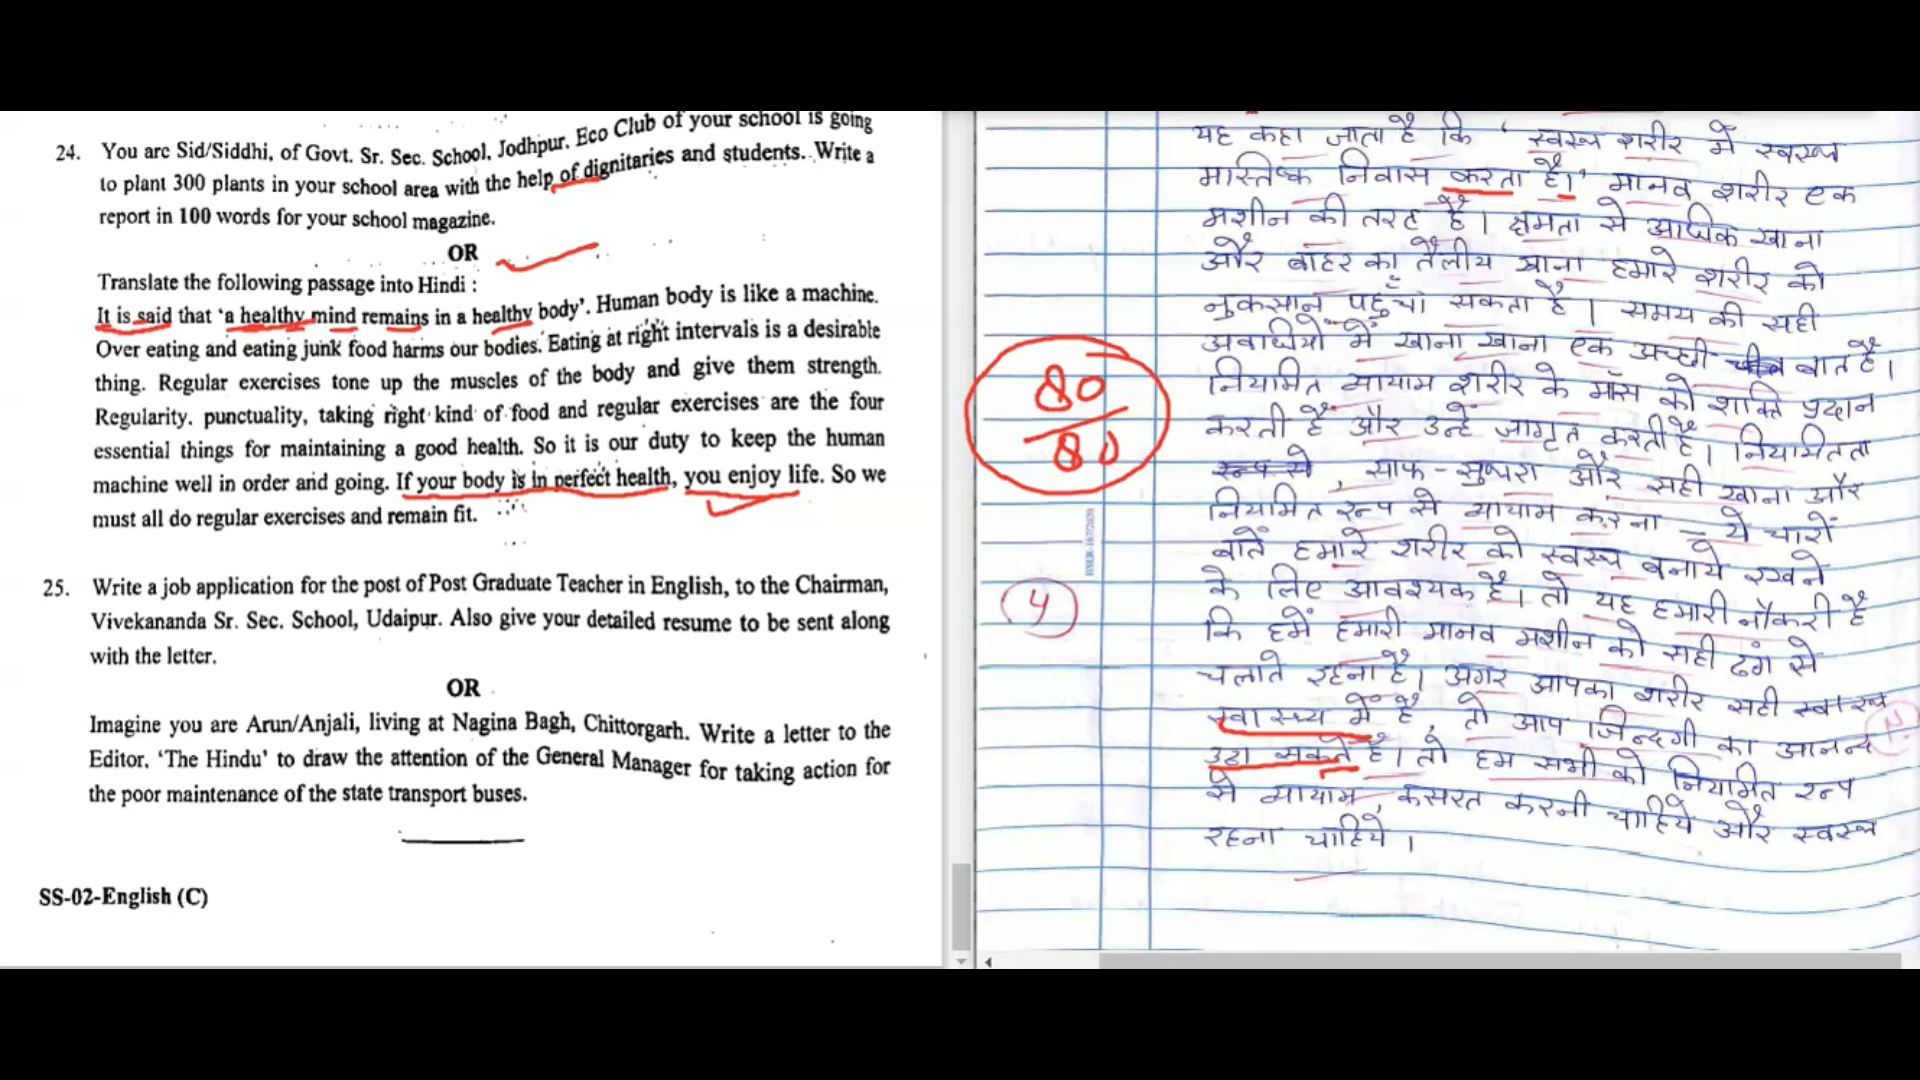 24. You are Sid/Siddhi, of Govt. Sr. Sec. School, Jodhpur. Eco Club of your school is going
to plant 300 plants in your school area with the help of dignitaries and students. Write a
report in 100 words for your school magazine.
OR
Translate the following passage into Hindi :
It is said that 'a healthy mind remains in a healthy body'. Human body is like a machine.
Over eating and eating junk food harms our bodies. Eating at right intervals is a desirable
thing. Regular exercises tone up the muscles of the body and give them strength.
Regularity, punctuality, taking right kind of food and regular exercises are the four
essential things for maintaining a good health. So it is our duty to keep the human
machine well in order and going. If your body is in perfect health, you enjoy life. So we
must all do regular exercises and remain fit.
25. Write a job application for the post of Post Graduate Teacher in English, to the Chairman,
Vivekananda Sr. Sec. School, Udaipur. Also give your detailed resume to be sent along
with the letter.
OR
Imagine you are Arun/Anjali, living at Nagina Bagh, Chittorgarh. Write a letter to the
Editor, 'The Hindu' to draw the attention of the General Manager for taking action for
the poor maintenance of the state transport buses.
SS-02-English (C)
80
80
4
यह कहा जाता है कि ' स्वस्थ शरीर में स्वस्थ
मस्तिष्क निवास करता है।' मानव शरीर एक
मशीन की तरह है। क्षमता से अधिक खाना
और बाहर का तैलीय खाना हमारे शरीर को
नुकसान पहुँचा सकता है। समय की सही
अवधियों में खाना खाना एक अच्छी बात है।
नियमित व्यायाम शरीर के माँस को शक्ति प्रदान
करती है और उन्हें जागृत करती है। नियमितता
रूप से, साफ-सुथरा और सही खाना और
नियमित रूप से व्यायाम करना - ये चारों
बातें हमारे शरीर को स्वस्थ बनाये रखने
के लिए आवश्यक है। तो यह हमारी नौकरी है
कि हमें हमारी मानव मशीन को सही ढंग से
चलाते रहना है। अगर आपका शरीर सही स्वास्थ
स्वास्थ्य में है, तो आप जिन्दगी का आनन्द
उठा सकते है। तो हम सभी को नियमित रूप
से व्यायाम, कसरत करनी चाहिये और स्वस्थ
रहना चाहिये।